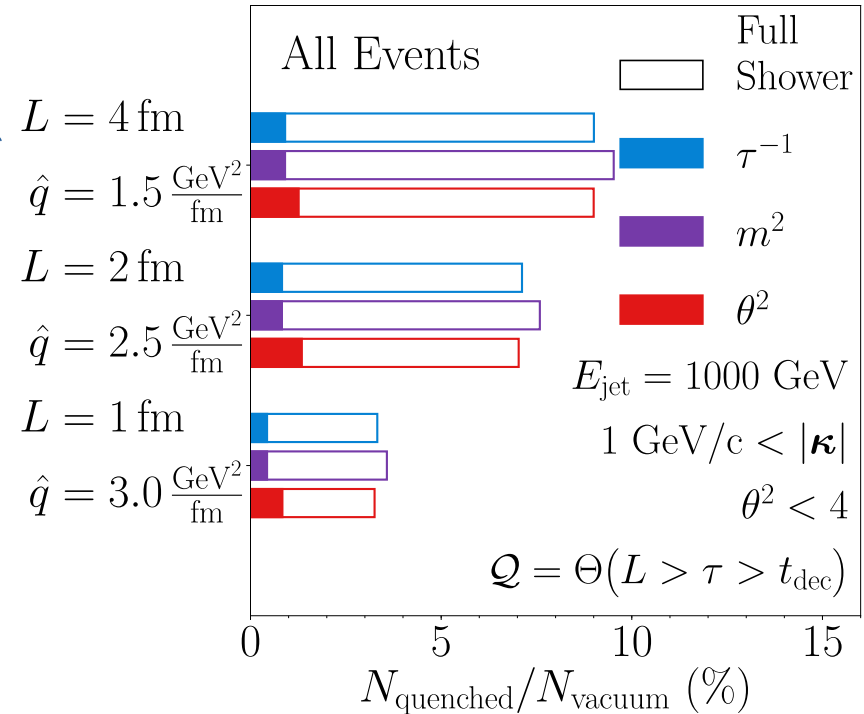 All Events
Full
Shower
τ⁻¹
m²
θ²
L = 4 fm
q̂ = 1.5 GeV²/fm
L = 2 fm
q̂ = 2.5 GeV²/fm
L = 1 fm
q̂ = 3.0 GeV²/fm
E_jet = 1000 GeV
1 GeV/c < |κ|
θ² < 4
𝒬 = Θ(L > τ > t_dec)
0 5 10 15
N_quenched/N_vacuum (%)